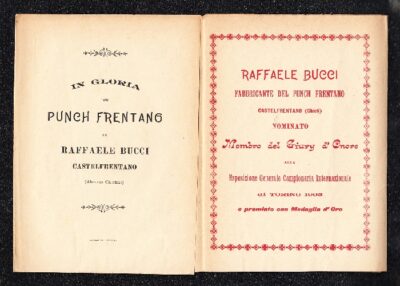 IN GLORIA
DEL
PUNCH FRENTANO
DI
RAFFAELE BUCCI
CASTELFRENTANO
(Abruzzo Chietino)
RAFFAELE BUCCI
FABBRICANTE DEL PUNCH FRENTANO
CASTELFRENTANO (Chieti)
NOMINATO
Membro del Giury d'Onore
ALLA
Esposizione Generale Campionaria Internazionale
DI TORINO
e premiato con Medaglia d'Oro